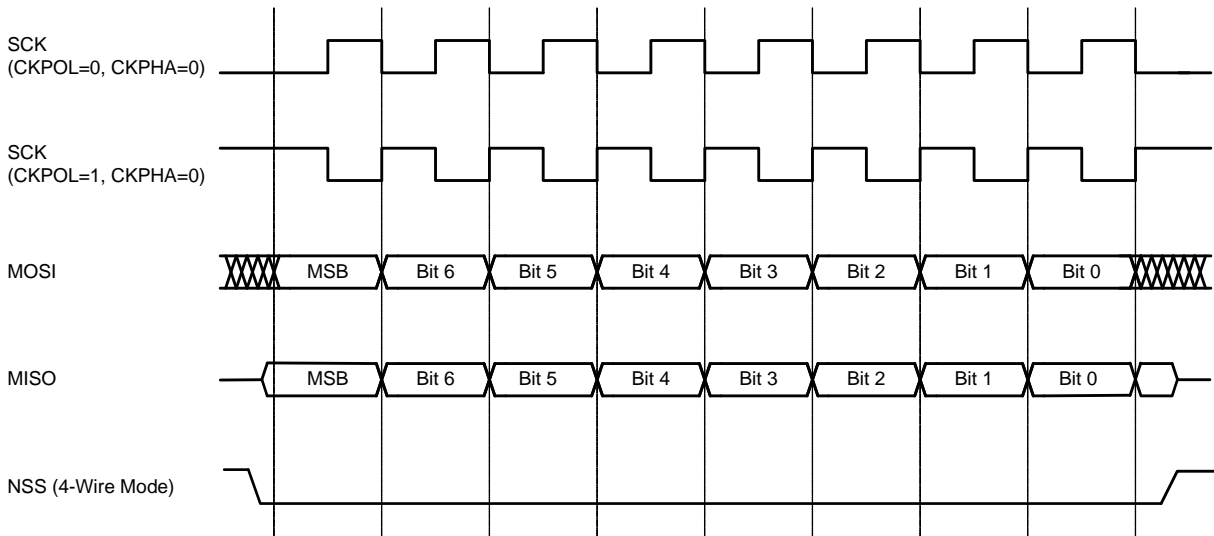 SCK
(CKPOL=0, CKPHA=0)
SCK
(CKPOL=1, CKPHA=0)
MOSI
MSB Bit 6 Bit 5 Bit 4 Bit 3 Bit 2 Bit 1 Bit 0
MISO
MSB Bit 6 Bit 5 Bit 4 Bit 3 Bit 2 Bit 1 Bit 0
NSS (4-Wire Mode)